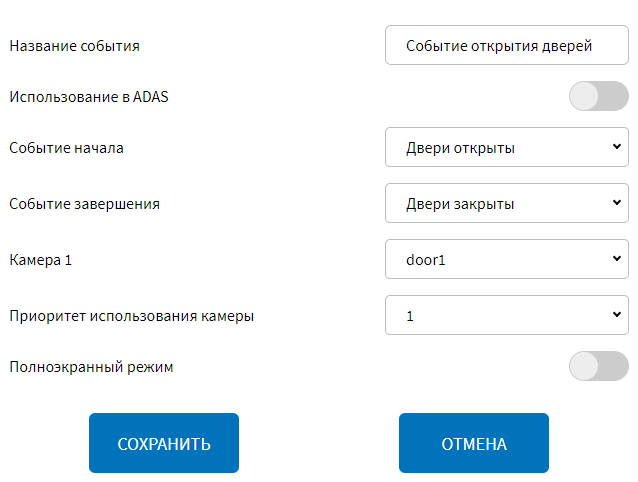 Название события Событие открытия дверей
Использование в ADAS
Событие начала Двери открыты
Событие завершения Двери закрыты
Камера 1 door1
Приоритет использования камеры 1
Полноэкранный режим
СОХРАНИТЬ ОТМЕНА